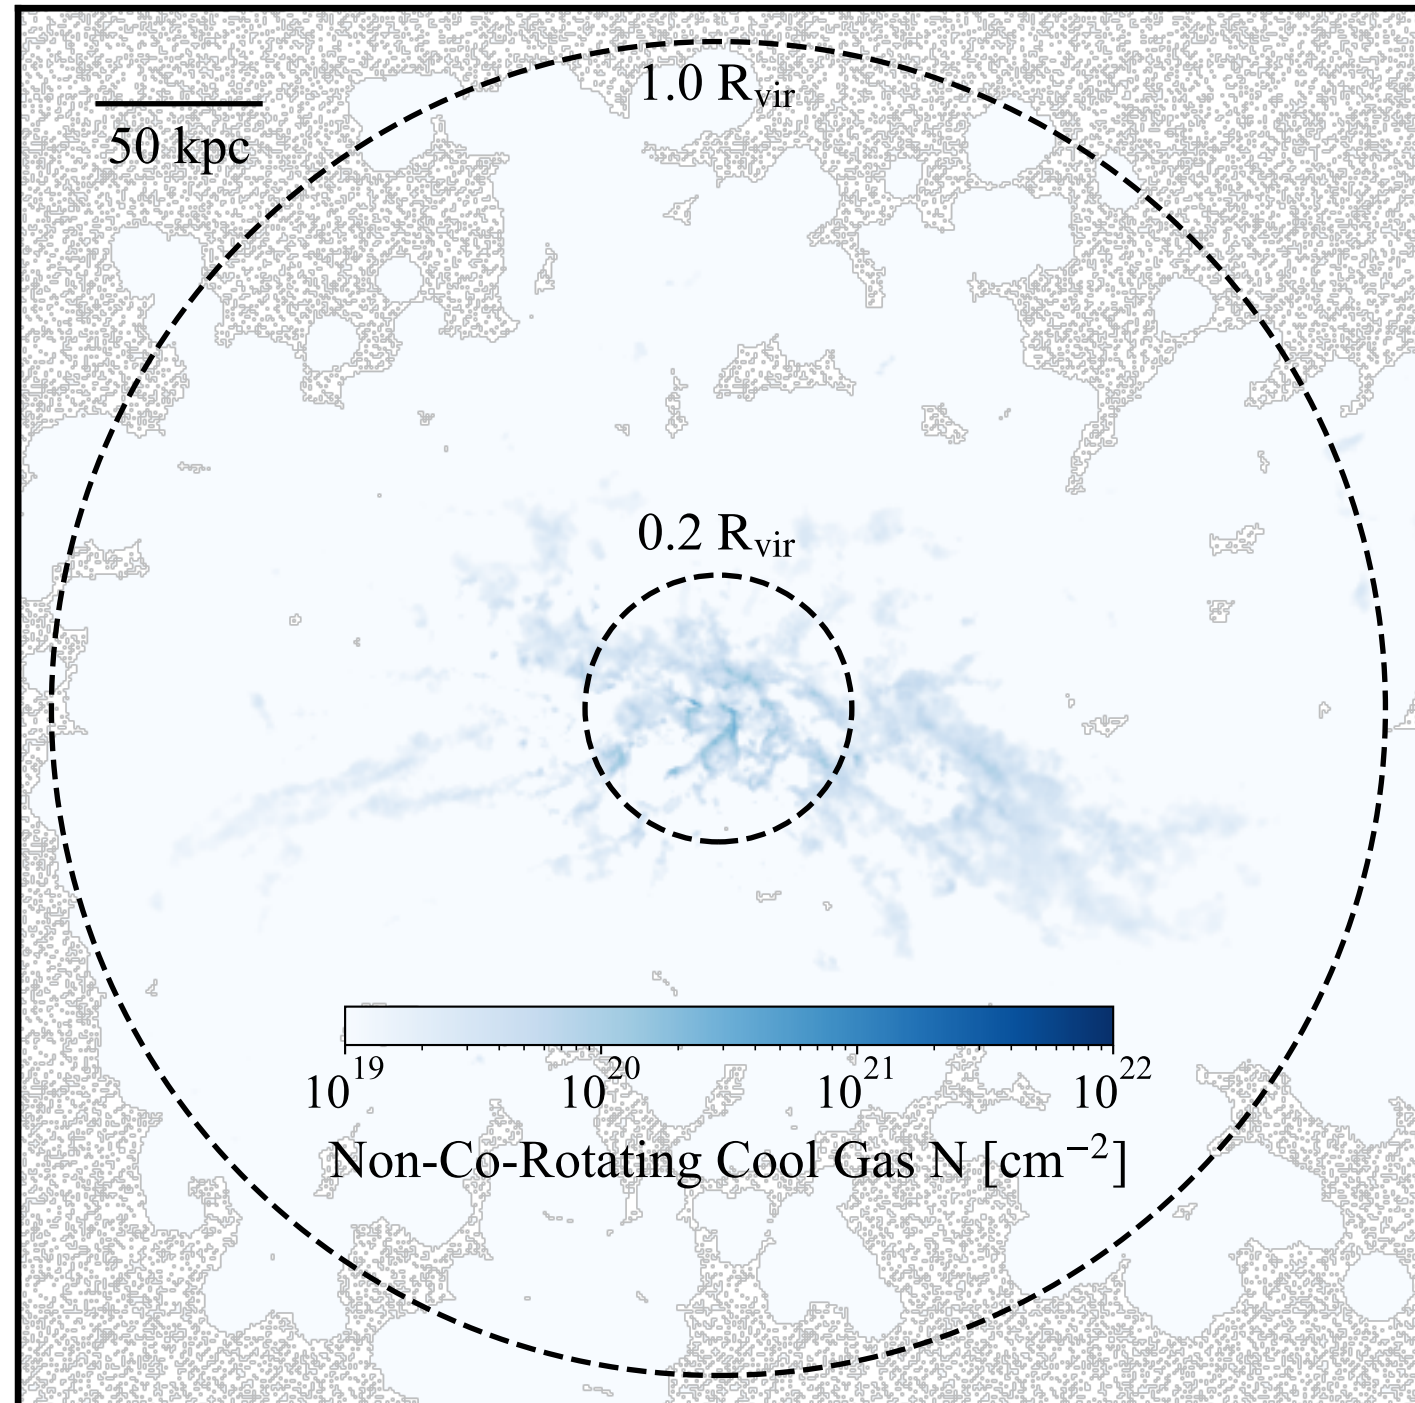 1.0 R_vir
50 kpc
0.2 R_vir
10^19 10^20 10^21 10^22
Non-Co-Rotating Cool Gas N [cm^−2]